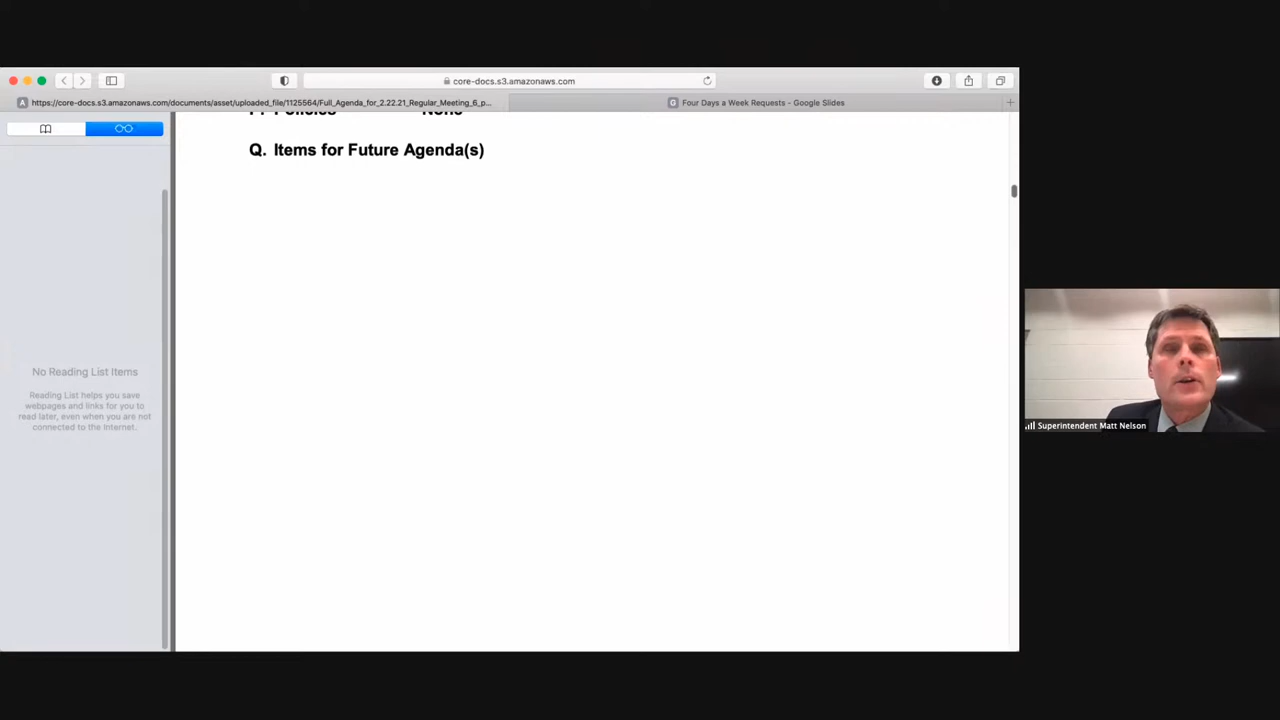 core-docs.s3.amazonaws.com
https://core-docs.s3.amazonaws.com/documents/asset/uploaded_file/1125564/Full_Agenda_for_2.22.21_Regular_Meeting_6_p...
Four Days a Week Requests - Google Slides
Policies None
Q. Items for Future Agenda(s)
No Reading List Items
Reading List helps you save
webpages and links for you to
read later, even when you are not
connected to the Internet.
Superintendent Matt Nelson